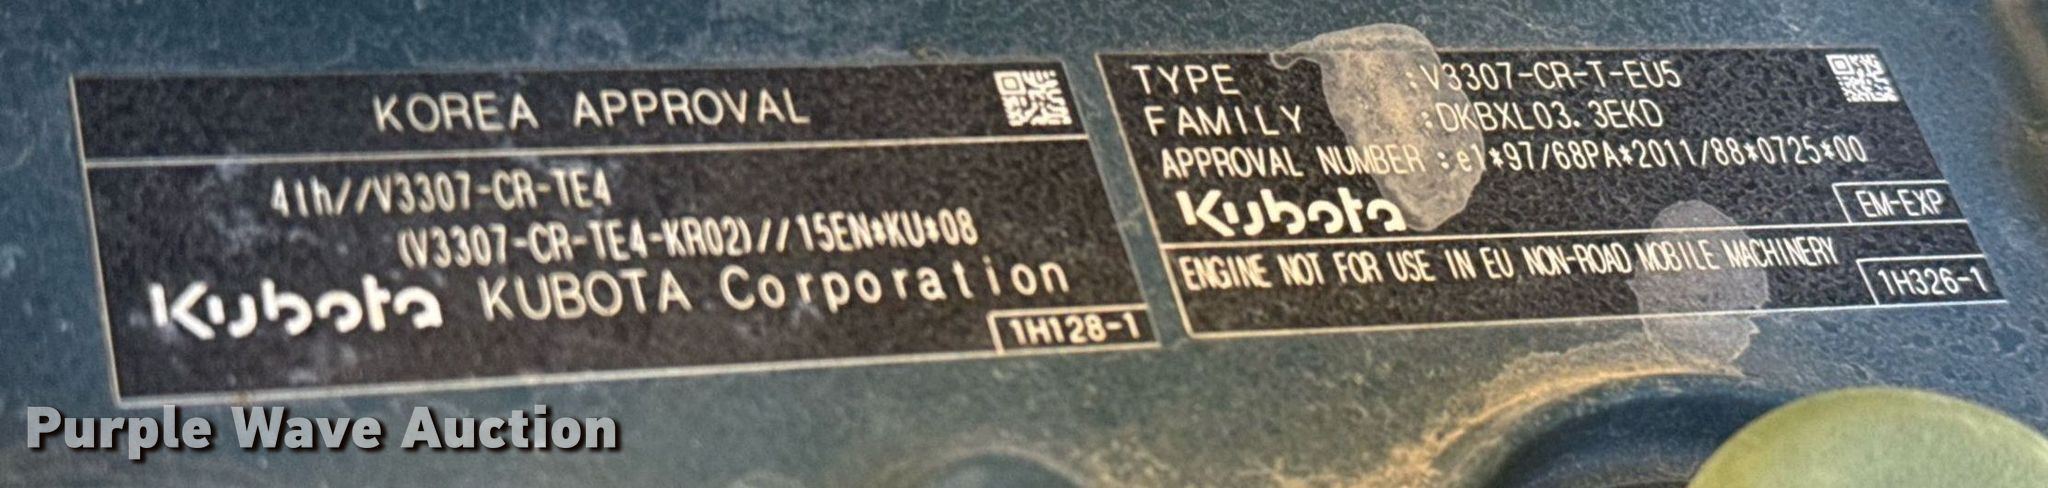 KOREA APPROVAL
4th//V3307-CR-TE4
(V3307-CR-TE4-KR02)//15EN*KU*08
Kubota KUBOTA Corporation
1H128-1
TYPE :V3307-CR-T-EU5
FAMILY :DKBXL03.3EKD
APPROVAL NUMBER :e1*97/68PA*2011/88*0725*00
Kubota
EM-EXP
ENGINE NOT FOR USE IN EU NON-ROAD MOBILE MACHINERY
1H326-1
Purple Wave Auction